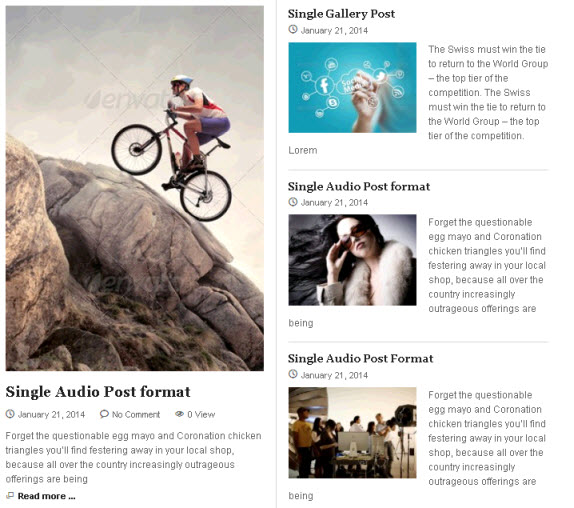 envato
envato
Single Audio Post format
January 21, 2014 No Comment 0 View
Forget the questionable egg mayo and Coronation chicken
triangles you'll find festering away in your local shop,
because all over the country increasingly outrageous
offerings are being
Read more ...
Single Gallery Post
January 21, 2014
The Swiss must win the tie
to return to the World Group
– the top tier of the
competition. The Swiss
must win the tie to return to
the World Group – the top
tier of the competition.
Lorem
Single Audio Post format
January 21, 2014
Forget the questionable
egg mayo and Coronation
chicken triangles you'll find
festering away in your local
shop, because all over the
country increasingly
outrageous offerings are
being
Single Audio Post Format
January 21, 2014
Forget the questionable
egg mayo and Coronation
chicken triangles you'll find
festering away in your local
shop, because all over the
country increasingly
outrageous offerings are
being